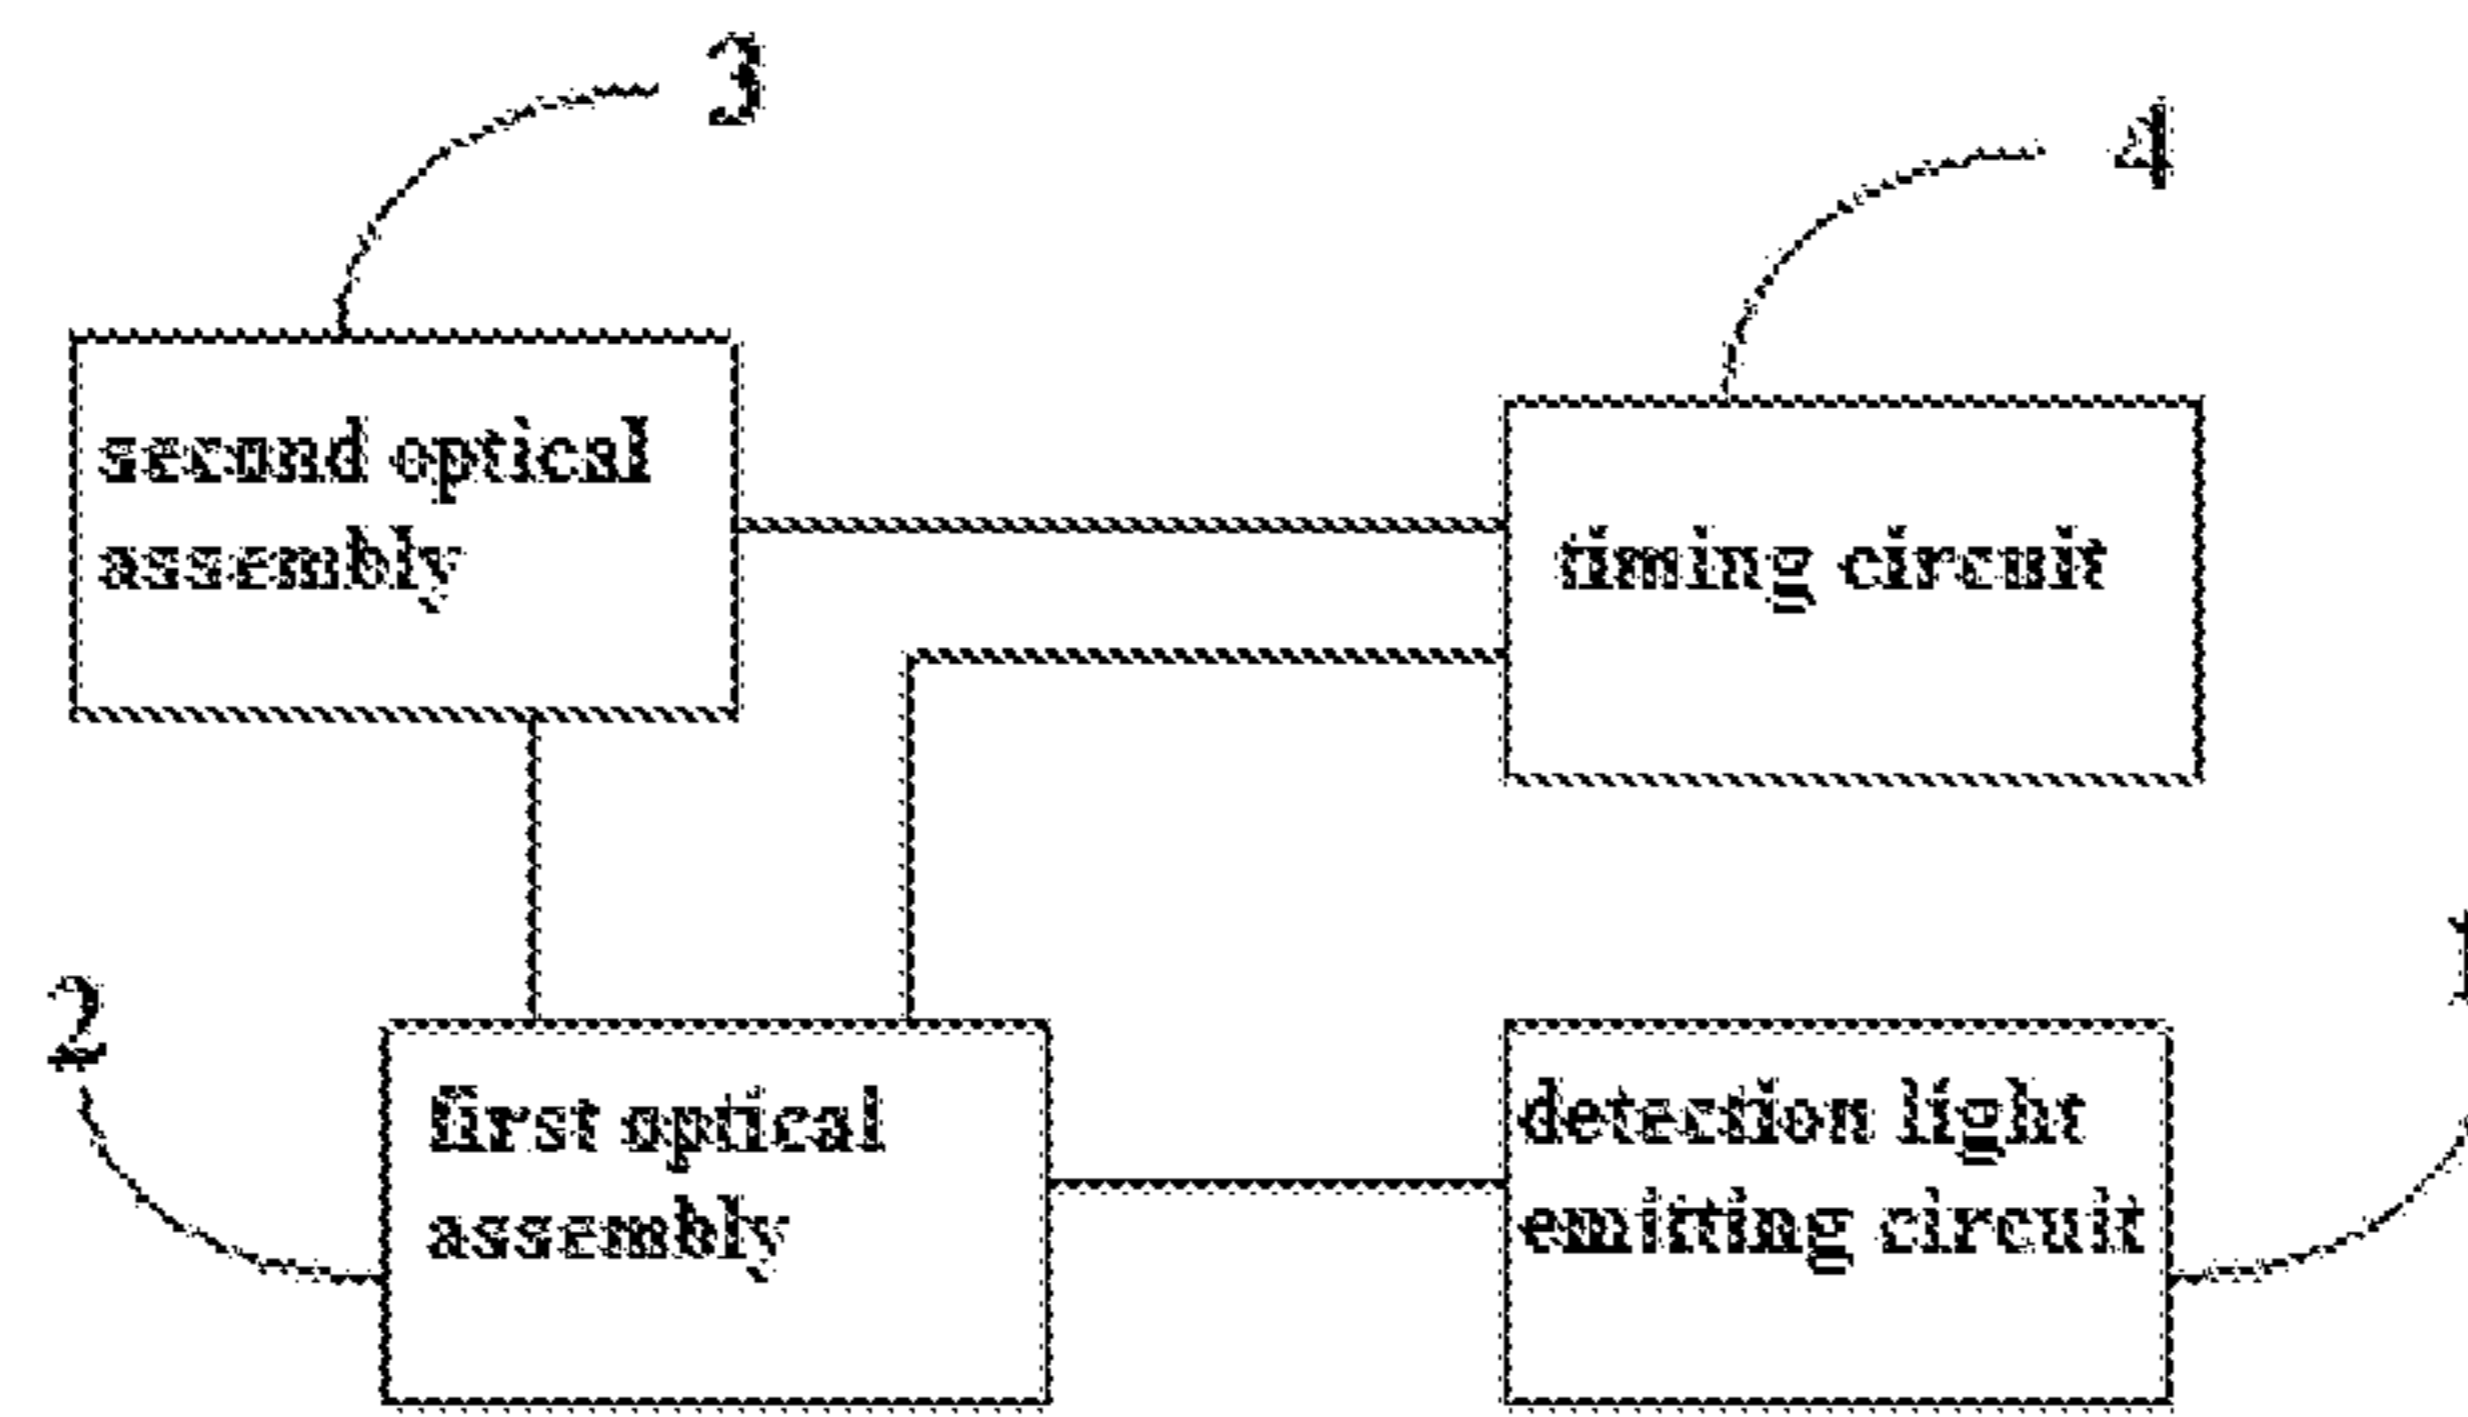 3
4
second optical
assembly
timing circuit
2
1
first optical
assembly
detection light
emitting circuit